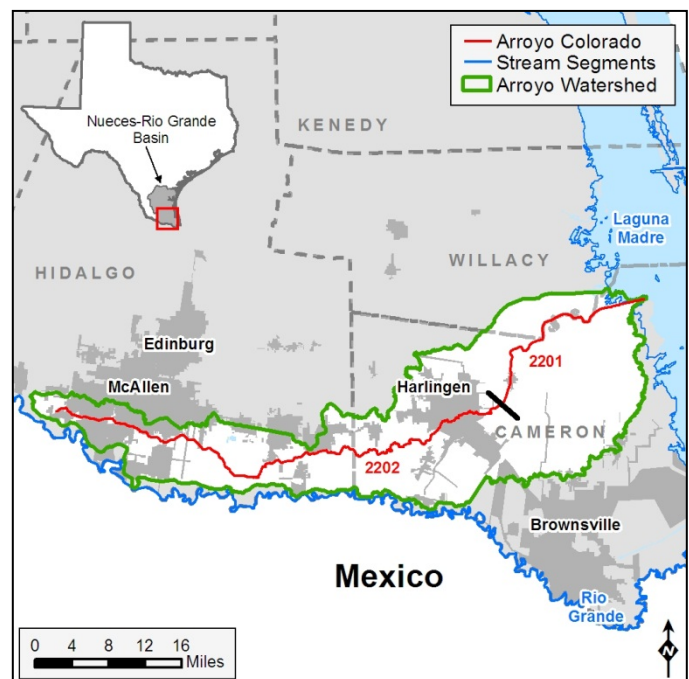 Arroyo Colorado
Stream Segments
Arroyo Watershed
Nueces-Rio Grande
Basin
KENEDY
Laguna
Madre
HIDALGO
WILLACY
Edinburg
McAllen
Harlingen
2201
CAMERON
2202
Brownsville
Mexico
Rio
Grande
0 4 8 12 16
Miles
N